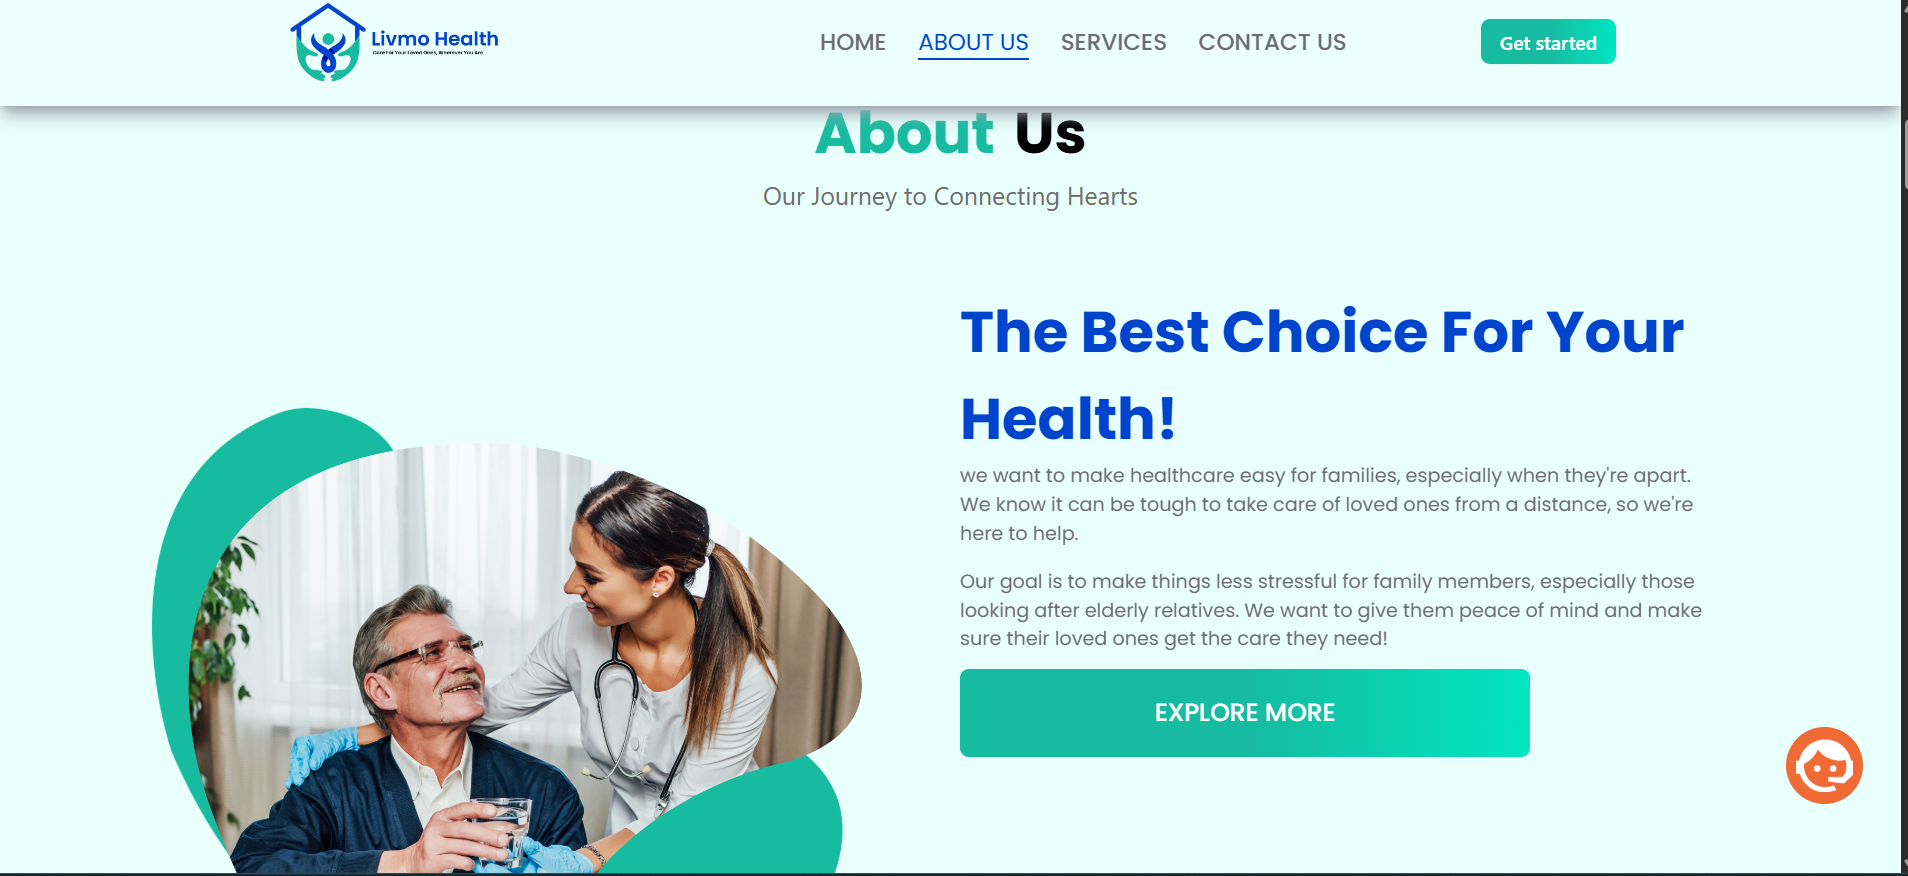 Livmo Health
Care For Your Loved Ones, Wherever You Are
HOME
ABOUT US
SERVICES
CONTACT US
Get started
About Us
Our Journey to Connecting Hearts
The Best Choice For Your
Health!
we want to make healthcare easy for families, especially when they're apart.
We know it can be tough to take care of loved ones from a distance, so we're
here to help.
Our goal is to make things less stressful for family members, especially those
looking after elderly relatives. We want to give them peace of mind and make
sure their loved ones get the care they need!
EXPLORE MORE